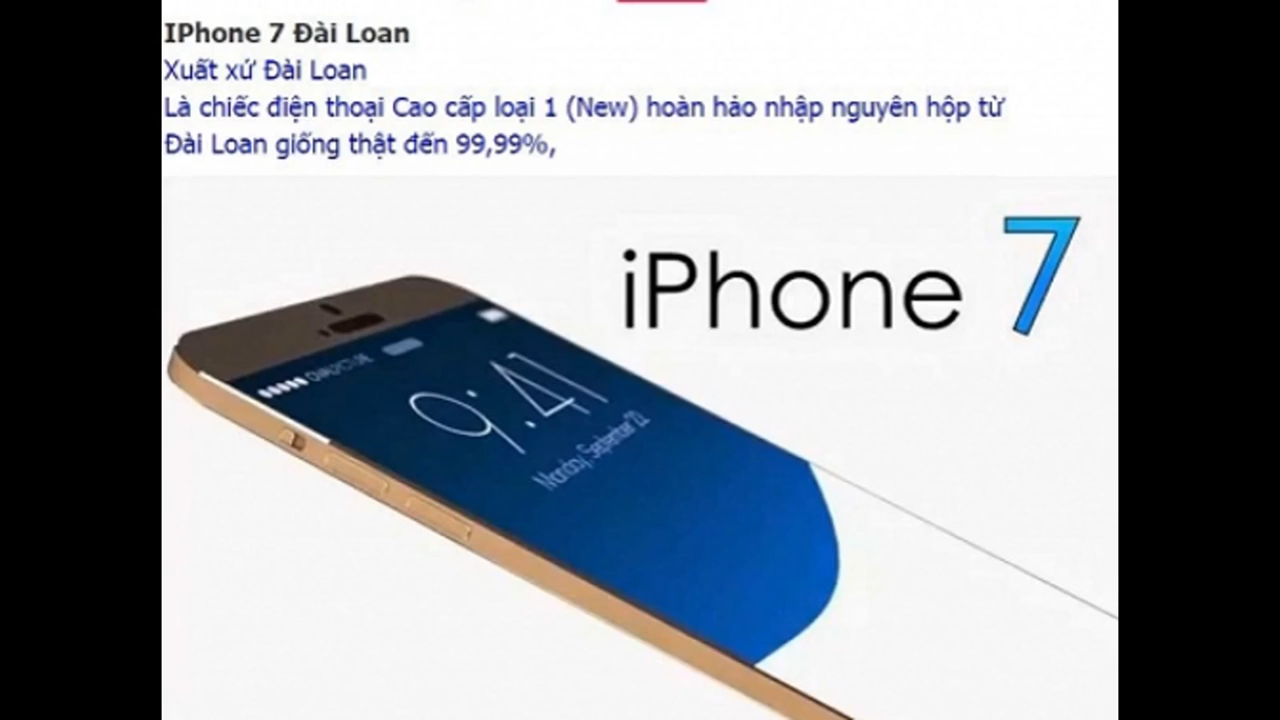 IPhone 7 Đài Loan
Xuất xứ Đài Loan
Là chiếc điện thoại Cao cấp loại 1 (New) hoàn hảo nhập nguyên hộp từ
Đài Loan giống thật đến 99,99%,
iPhone 7
9:41
Monday, September 22